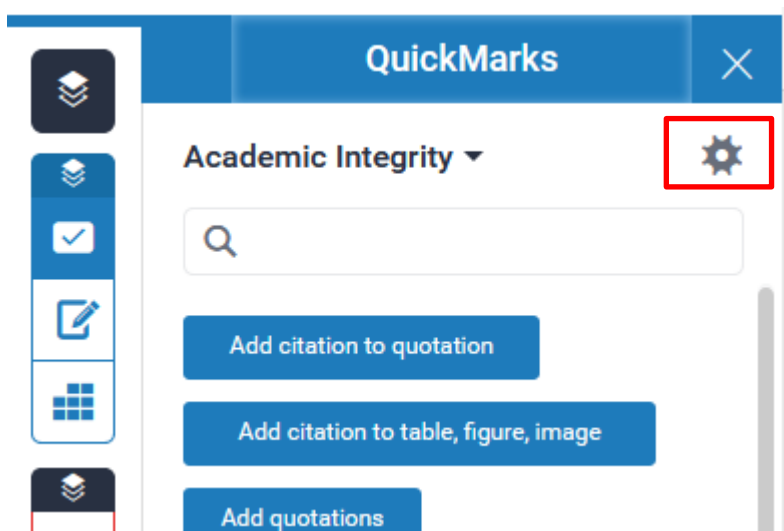 QuickMarks
Academic Integrity
Add citation to quotation
Add citation to table, figure, image
Add quotations